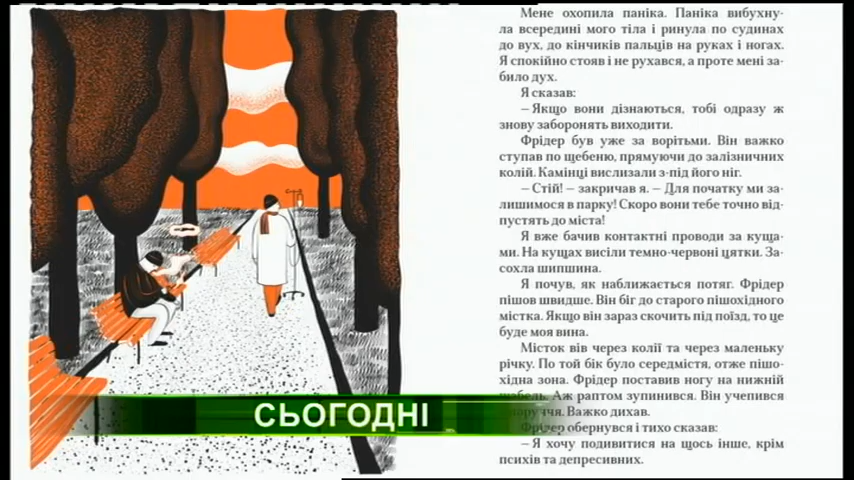 Мене охопила паніка. Паніка вибухну-
ла всередині мого тіла і ринула по судинах
до вух, до кінчиків пальців на руках і ногах.
Я спокійно стояв і не рухався, а проте мені за-
било дух.
Я сказав:
– Якщо вони дізнаються, тобі одразу ж
знову заборонять виходити.
Фрідер був уже за ворітьми. Він важко
ступав по щебеню, прямуючи до залізничних
колій. Камінці вислизали з-під його ніг.
– Стій! – закричав я. – Для початку ми за-
лишимося в парку! Скоро вони тебе точно від-
пустять до міста!
Я вже бачив контактні проводи за куща-
ми. На кущах висіли темно-червоні цятки. За-
сохла шипшина.
Я почув, як наближається потяг. Фрідер
пішов швидше. Він біг до старого пішохідного
містка. Якщо він зараз скочить під поїзд, то це
буде моя вина.
Місток вів через колії та через маленьку
річку. По той бік було середмістя, отже пішо-
хідна зона. Фрідер поставив ногу на нижній
Аж раптом зупинився. Він учепився
Важко дихав.
Фрідер обернувся і тихо сказав:
– Я хочу подивитися на щось інше, крім
психів та депресивних.
СЬОГОДНІ